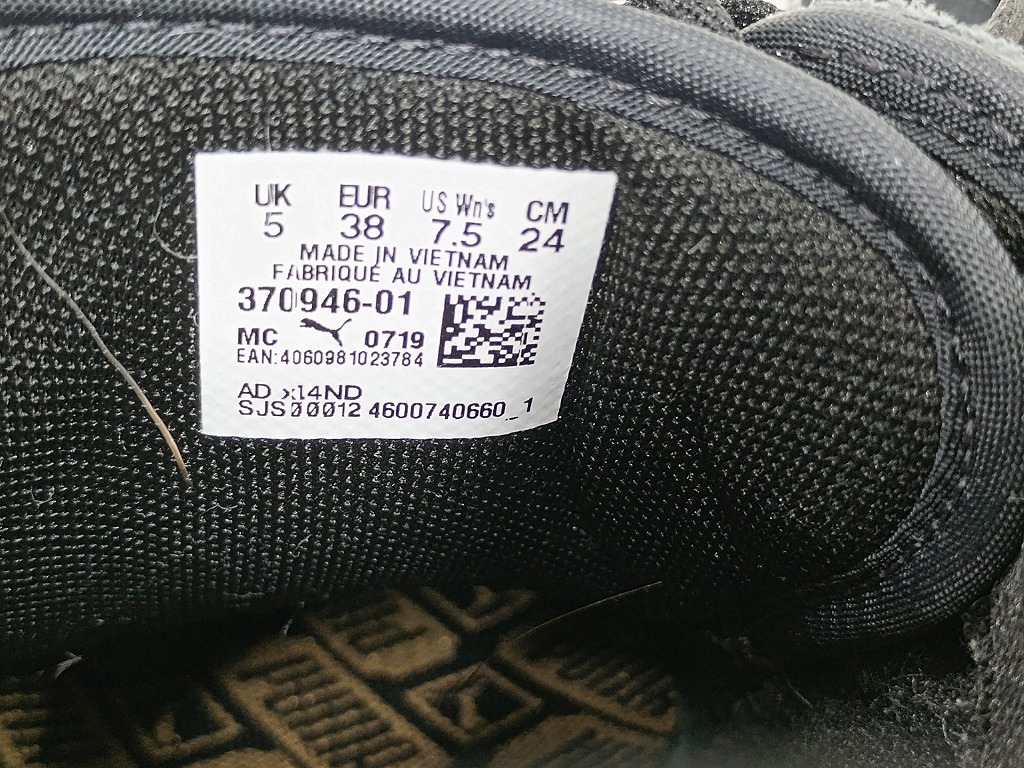 UK EUR US Wn's CM
5 38 7.5 24
MADE IN VIETNAM
FABRIQUÉ AU VIETNAM
370946-01
MC 0719
EAN:4060981023784
AD x14ND
SJS00012 4600740660_1